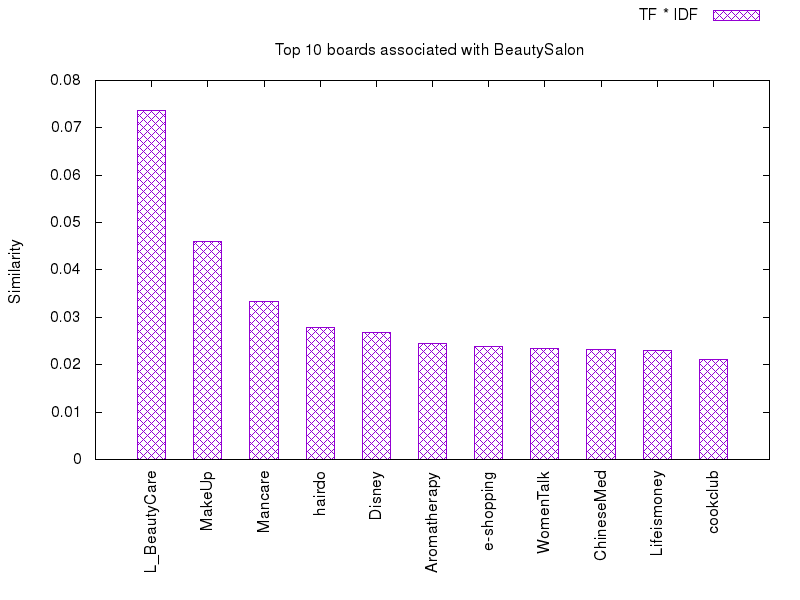 TF * IDF
Top 10 boards associated with BeautySalon
0.08
0.07
0.06
0.05
0.04
0.03
0.02
0.01
0
Similarity
L_BeautyCare
MakeUp
Mancare
hairdo
Disney
Aromatherapy
e-shopping
WomenTalk
ChineseMed
Lifeismoney
cookclub